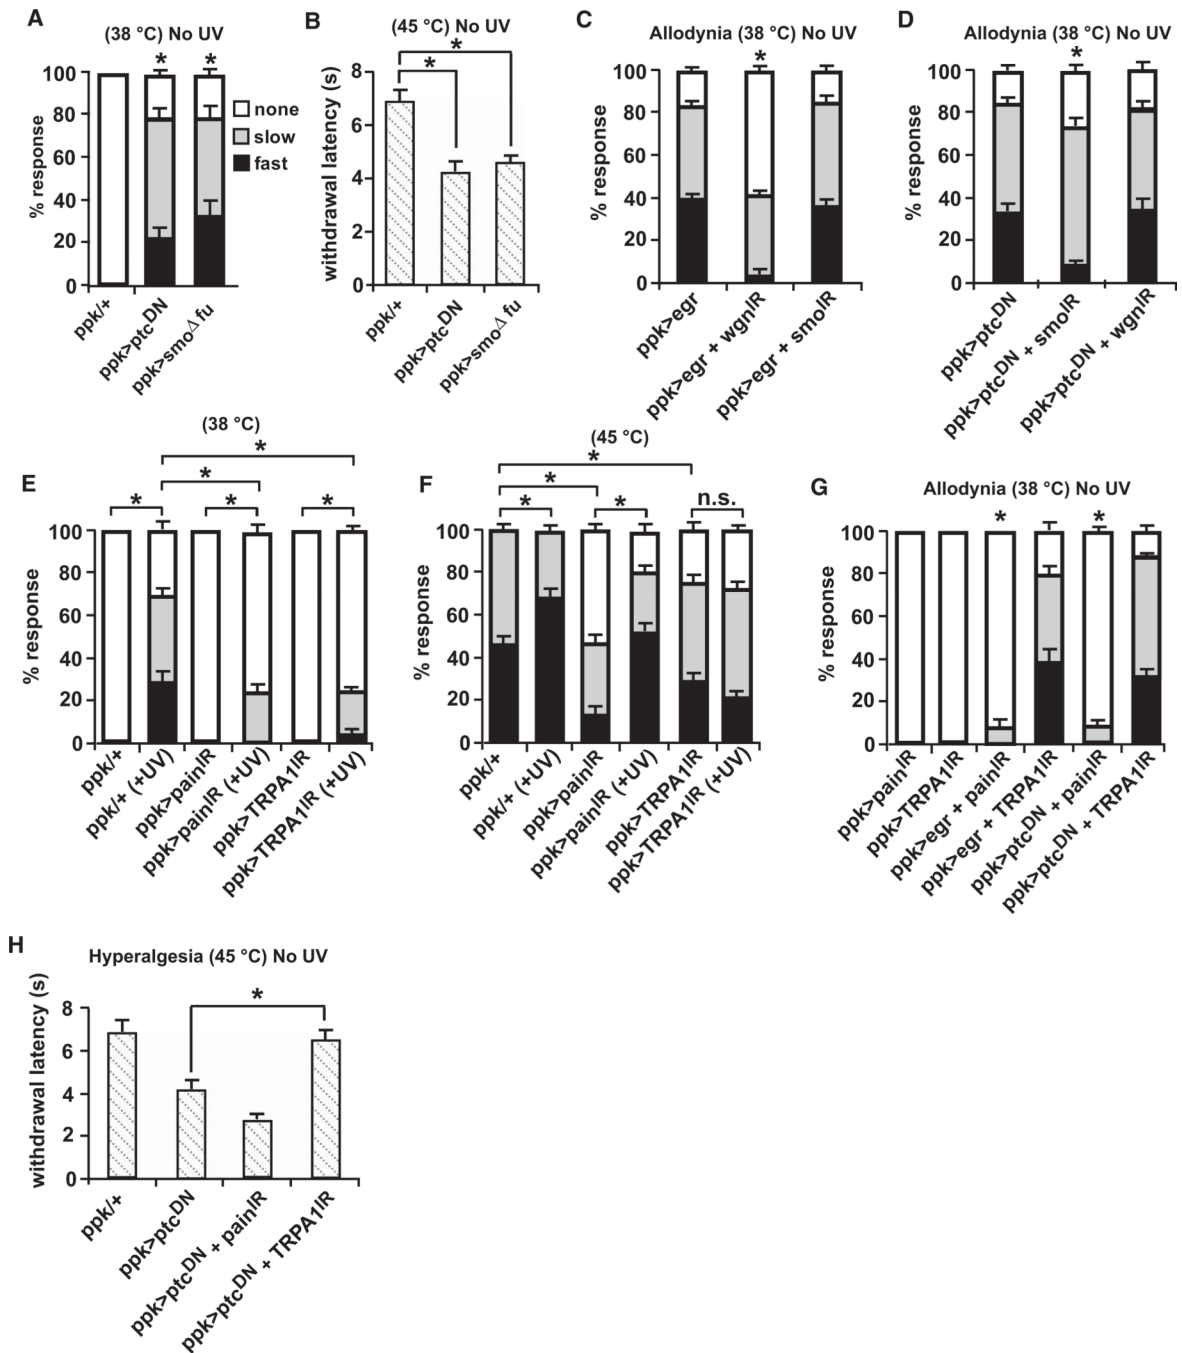 A
(38 °C) No UV
* *
% response
100
80
60
40
20
0
none
slow
fast
ppk/+
ppk>ptcDN
ppk>smoΔ fu
B
(45 °C) No UV
*
*
withdrawal latency (s)
8
6
4
2
0
ppk/+
ppk>ptcDN
ppk>smoΔ fu
C
Allodynia (38 °C) No UV
*
% response
100
80
60
40
20
0
ppk>egr
ppk>egr + wgnIR
ppk>egr + smoIR
D
Allodynia (38 °C) No UV
*
% response
100
80
60
40
20
0
ppk>ptcDN
ppk>ptcDN + smoIR
ppk>ptcDN + wgnIR
E
(38 °C)
*
*
* * *
% response
100
80
60
40
20
0
ppk/+
ppk/+ (+UV)
ppk>painIR
ppk>painIR (+UV)
ppk>TRPA1IR
ppk>TRPA1IR (+UV)
F
(45 °C)
*
*
* * n.s.
% response
100
80
60
40
20
0
ppk/+
ppk/+ (+UV)
ppk>painIR
ppk>painIR (+UV)
ppk>TRPA1IR
ppk>TRPA1IR (+UV)
G
Allodynia (38 °C) No UV
* *
% response
100
80
60
40
20
0
ppk>painIR
ppk>TRPA1IR
ppk>egr + painIR
ppk>egr + TRPA1IR
ppk>ptcDN + painIR
ppk>ptcDN + TRPA1IR
H
Hyperalgesia (45 °C) No UV
*
withdrawal latency (s)
8
6
4
2
0
ppk/+
ppk>ptcDN
ppk>ptcDN + painIR
ppk>ptcDN + TRPA1IR